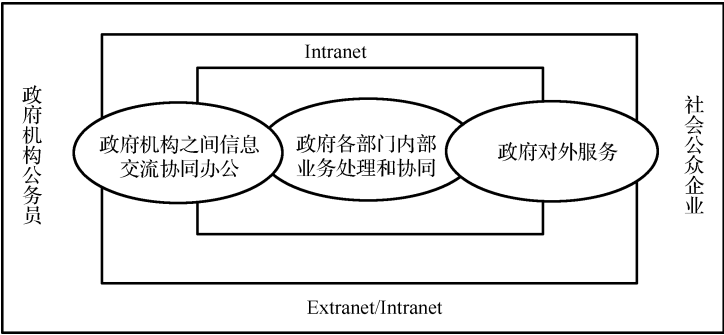 Intranet
政府机构公务员
政府机构之间信息
交流协同办公
政府各部门内部
业务处理和协同
政府对外服务
社会公众企业
Extranet/Intranet